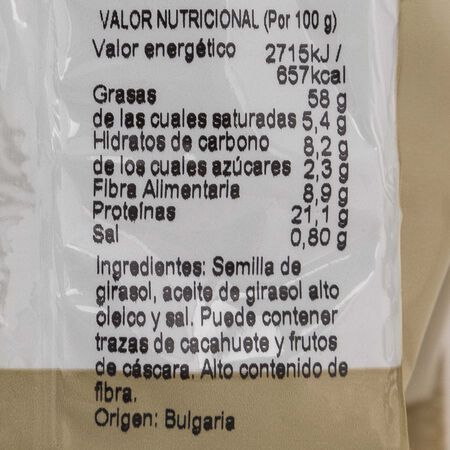 VALOR NUTRICIONAL (Por 100 g)
Valor energético 2715kJ /
657kcal
Grasas 58 g
de las cuales saturadas 5,4 g
Hidratos de carbono 8,2 g
de los cuales azúcares 2,3 g
Fibra Alimentaria 8,9 g
Proteínas 21,1 g
Sal 0,80 g
Ingredientes: Semilla de
girasol, aceite de girasol alto
oleico y sal. Puede contener
trazas de cacahuete y frutos
de cáscara. Alto contenido de
fibra.
Origen: Bulgaria